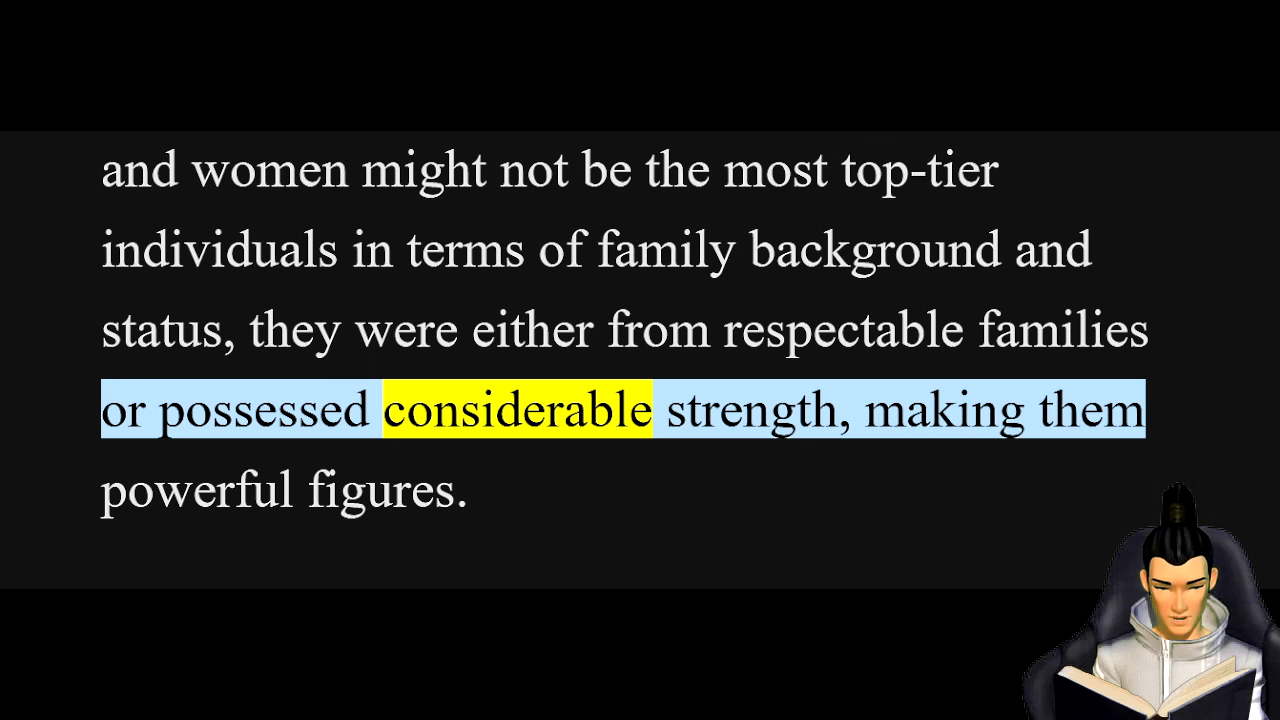 and women might not be the most top-tier
individuals in terms of family background and
status, they were either from respectable families
or possessed considerable strength, making them
powerful figures.